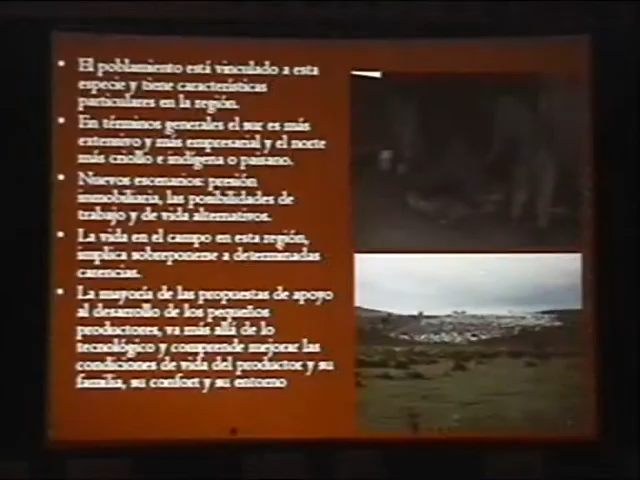 • El poblamiento está vinculado a esta
especie y tiene características
particulares en la región.
• En términos generales el sur es más
extensivo y más empresarial y el norte
más criollo e indígena o paisano.
• Nuevos escenarios: presión
inmobiliaria, las posibilidades de
trabajo y de vida alternativos.
• La vida en el campo en esta región,
implica sobreponerse a determinadas
carencias.
• La mayoría de las propuestas de apoyo
al desarrollo de los pequeños
productores, va más allá de lo
tecnológico y comprende mejorar las
condiciones de vida del productor y su
familia, su confort y su entorno